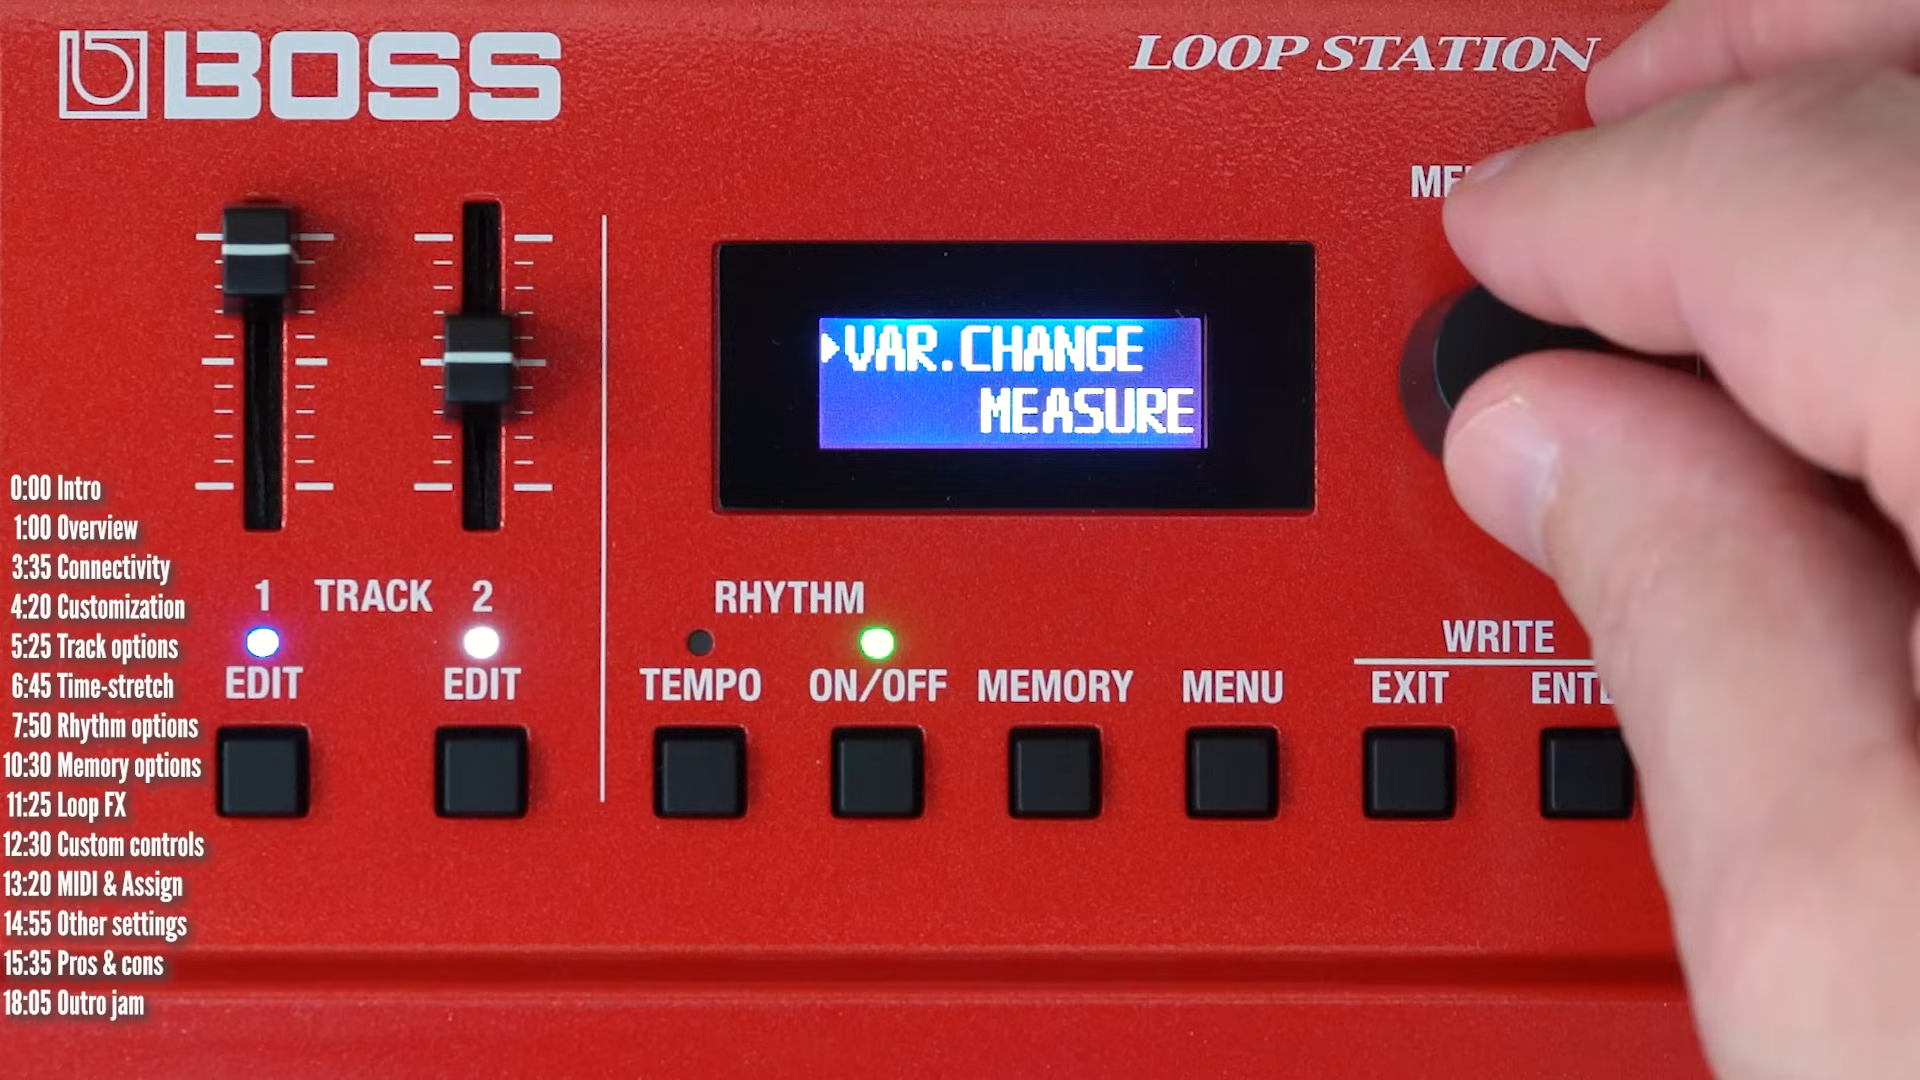 BOSS
LOOP STATION
VAR.CHANGE
MEASURE
1 TRACK 2
EDIT EDIT
RHYTHM
TEMPO ON/OFF MEMORY MENU
WRITE
EXIT
0:00 Intro
1:00 Overview
3:35 Connectivity
4:20 Customization
5:25 Track options
6:45 Time-stretch
7:50 Rhythm options
10:30 Memory options
11:25 Loop FX
12:30 Custom controls
13:20 MIDI & Assign
14:55 Other settings
15:35 Pros & cons
18:05 Outro jam